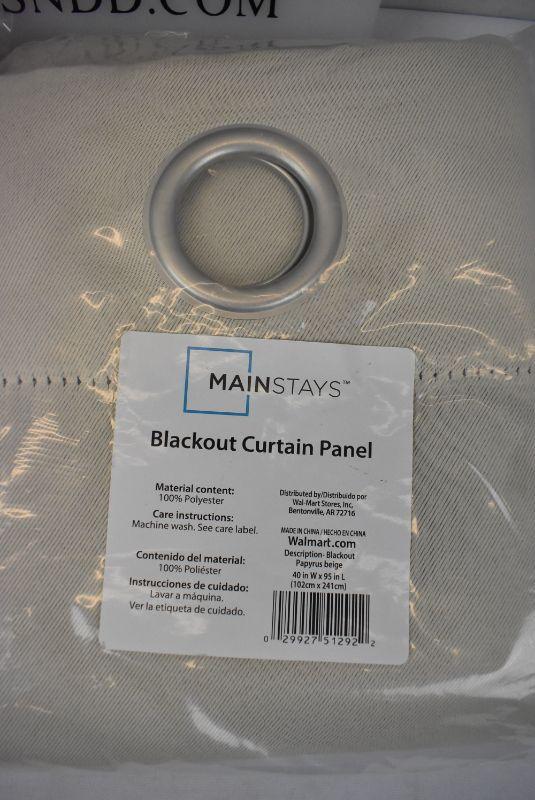 SNDD.COM
MAINSTAYS™
Blackout Curtain Panel
Material content:
100% Polyester
Care instructions:
Machine wash. See care label.
Contenido del material:
100% Poliéster
Instrucciones de cuidado:
Lavar a máquina.
Ver la etiqueta de cuidado.
Distributed by/Distribuido por
Wal-Mart Stores, Inc,
Bentonville, AR 72716
MADE IN CHINA / HECHO EN CHINA
Walmart.com
Description- Blackout
Papyrus beige
40 in W x 95 in L
(102cm x 241cm)
0 29927 51292 2